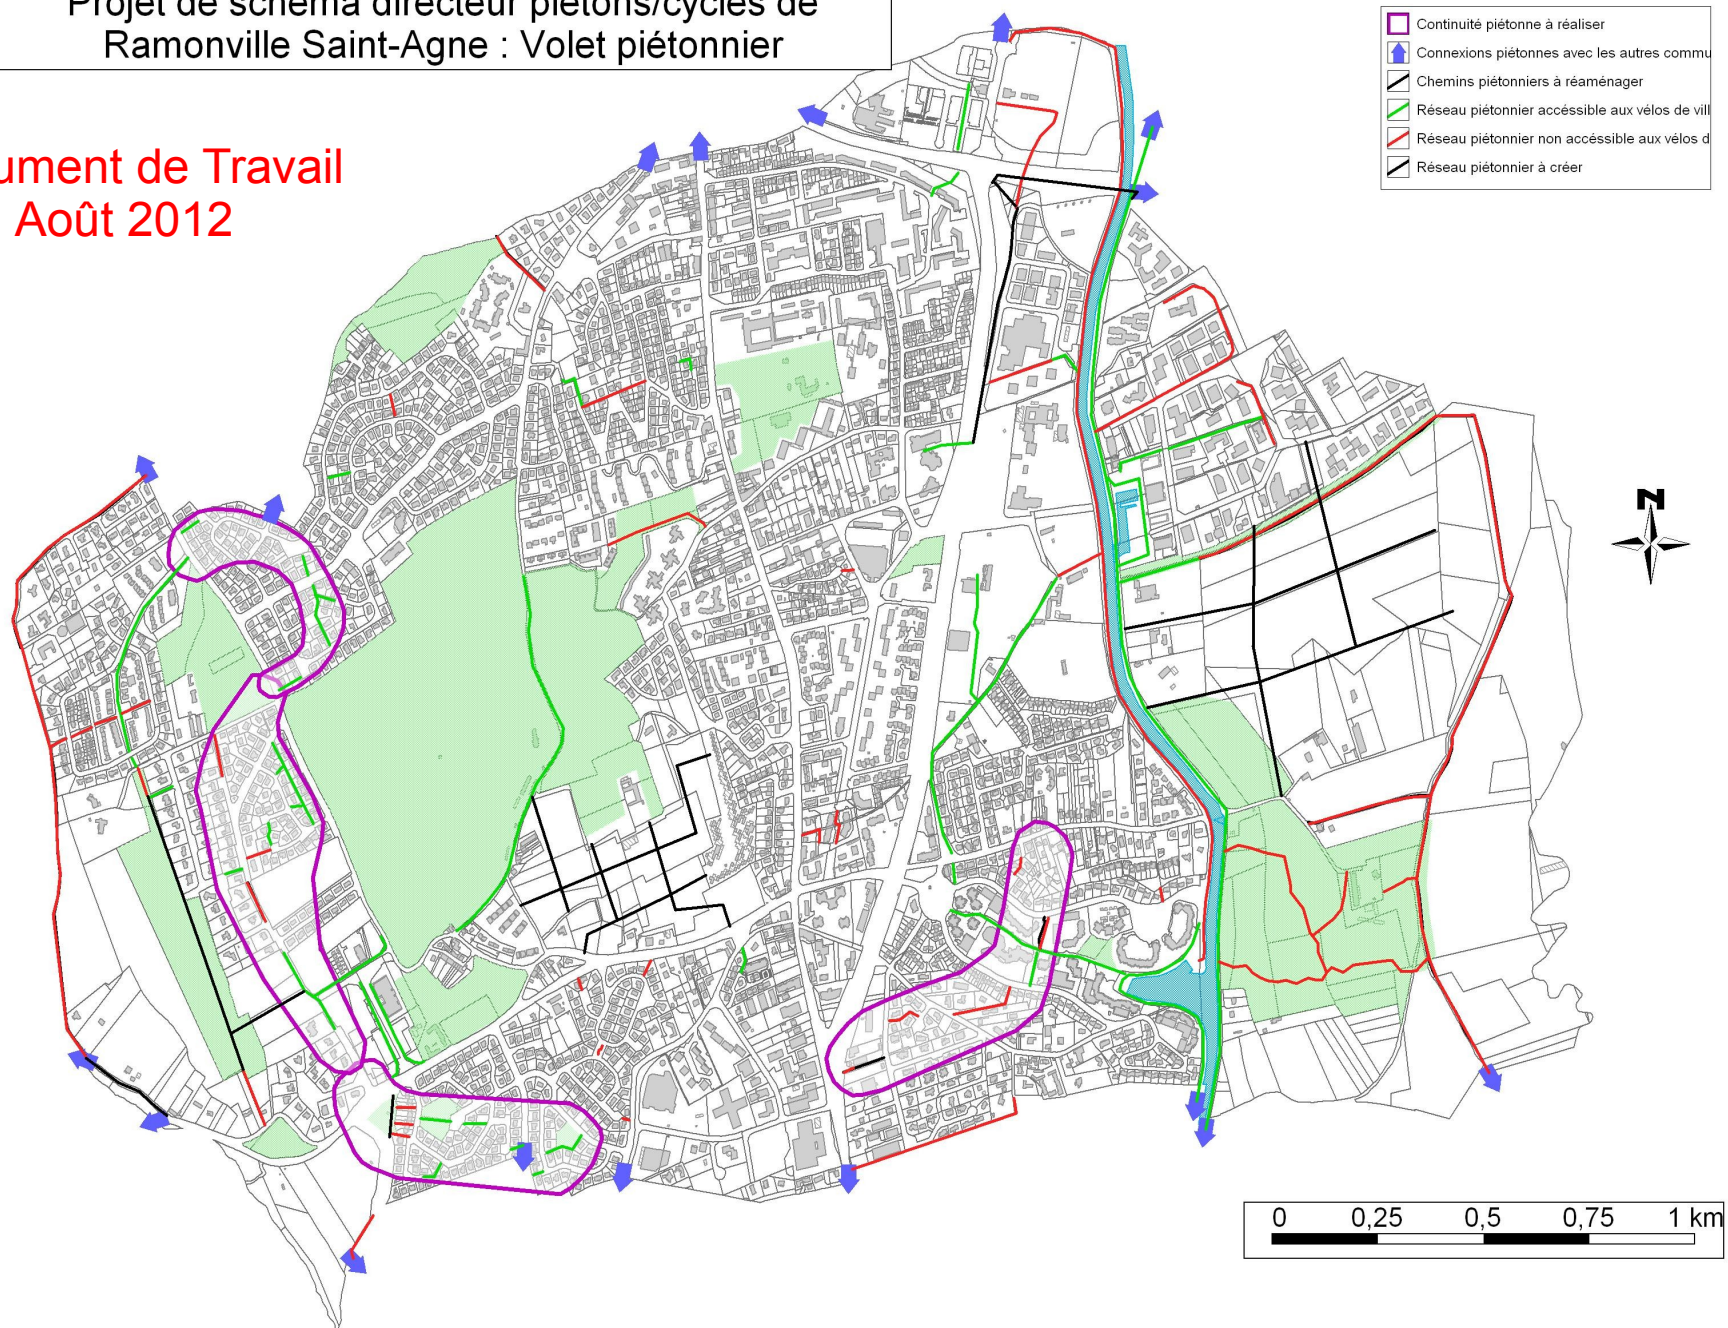 Projet de schéma directeur piétons/cycles de
Ramonville Saint-Agne : Volet piétonnier
ument de Travail
Août 2012
Continuité piétonne à réaliser
Connexions piétonnes avec les autres commu
Chemins piétonniers à réaménager
Réseau piétonnier accéssible aux vélos de vill
Réseau piétonnier non accéssible aux vélos d
Réseau piétonnier à créer
N
0 0,25 0,5 0,75 1 km